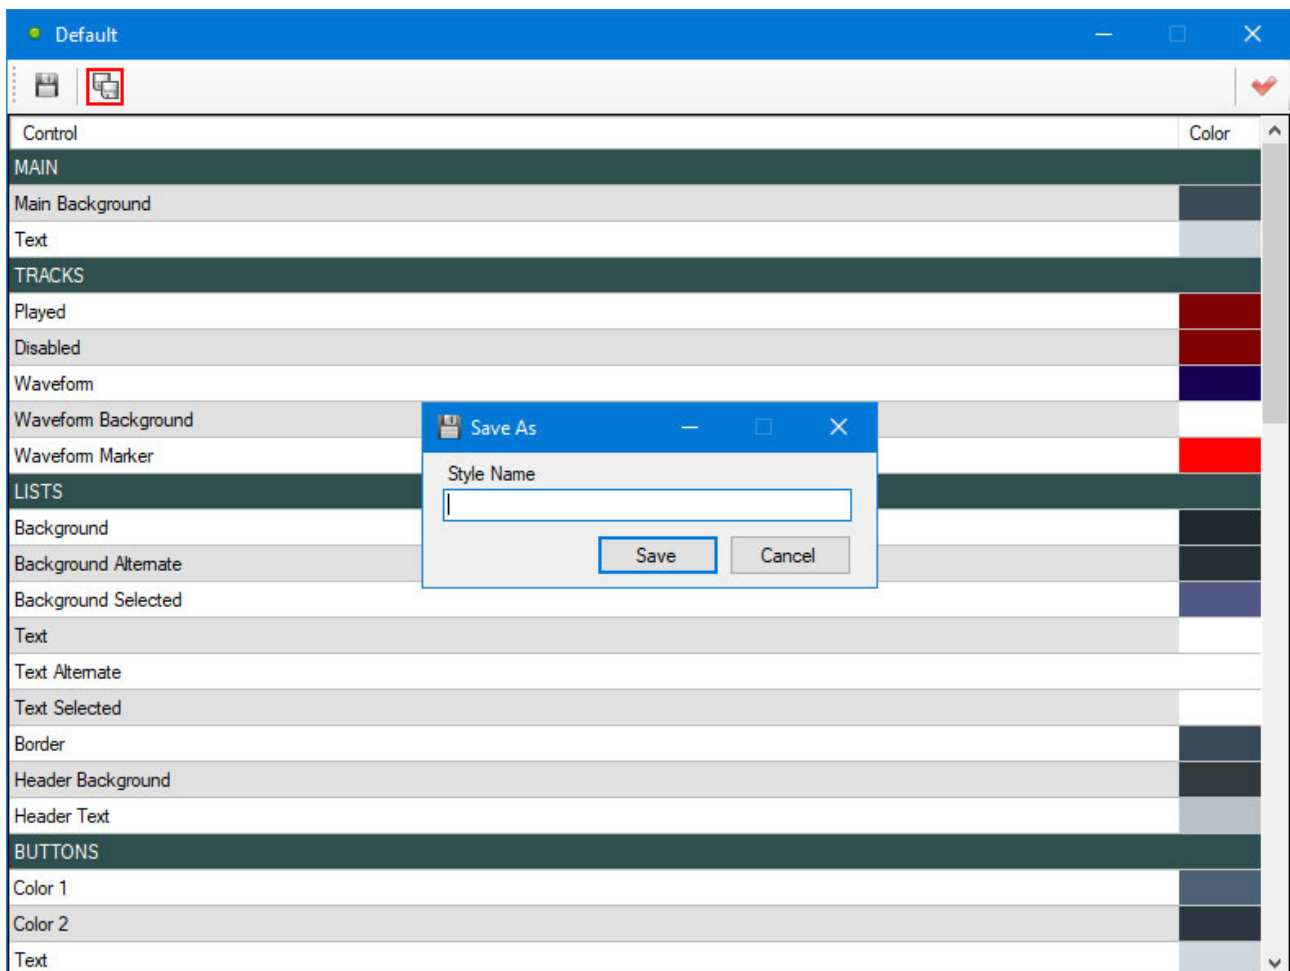 Default
Control Color
MAIN
Main Background
Text
TRACKS
Played
Disabled
Waveform
Waveform Background
Waveform Marker
LISTS
Background
Background Alternate
Background Selected
Text
Text Alternate
Text Selected
Border
Header Background
Header Text
BUTTONS
Color 1
Color 2
Text
Save As
Style Name
Save Cancel